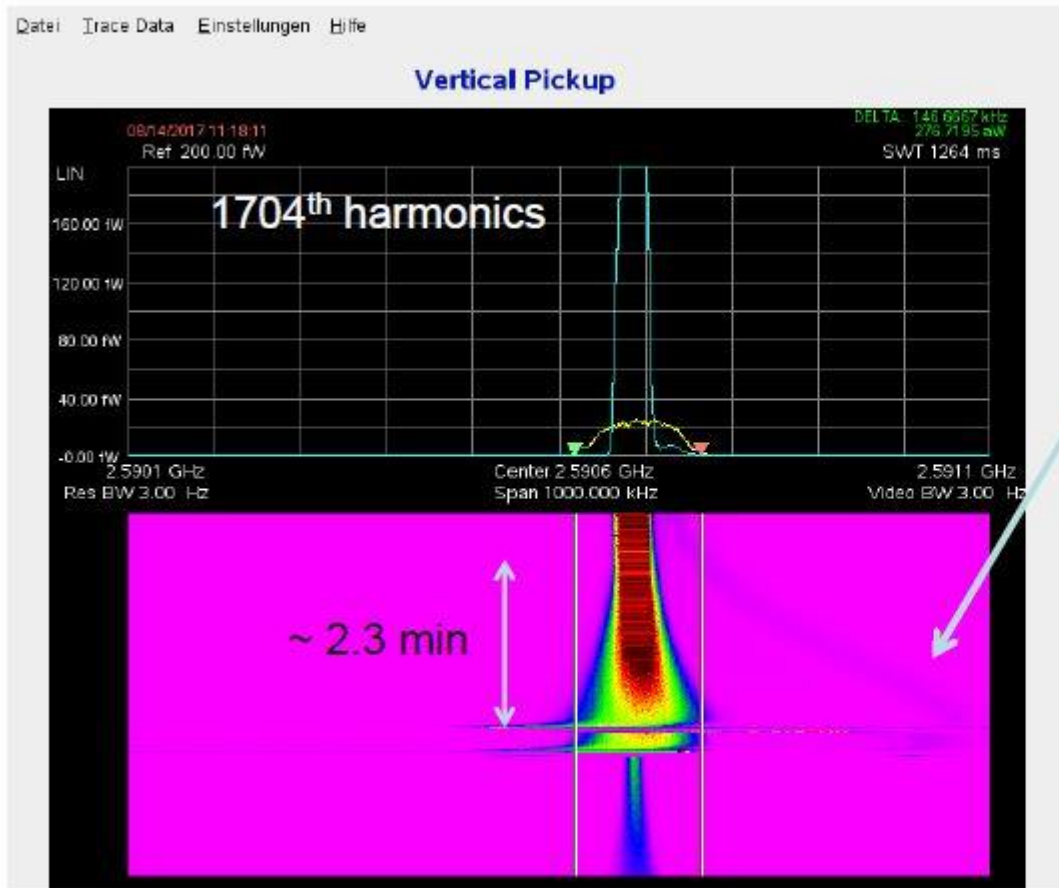 Datei Trace Data Einstellungen Hilfe
Vertical Pickup
DELTA: 146.6667 kHz
08/14/2017 11:18:11
276.7195 aW
Ref 200.00 fW
SWT 1264 ms
LIN
1704th harmonics
160.00 fW
120.00 fW
80.00 fW
40.00 fW
-0.00 fW
2.5901 GHz Center 2.5906 GHz 2.5911 GHz
Res BW 3.00 Hz Span 1000.000 kHz Video BW 3.00 Hz
~ 2.3 min